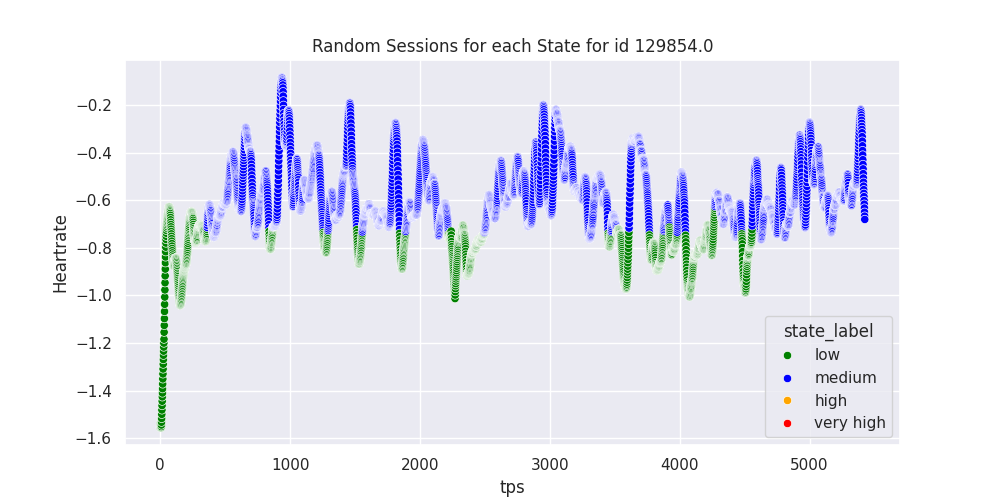 Random Sessions for each State for id 129854.0
Heartrate
−0.2
−0.4
−0.6
−0.8
−1.0
−1.2
−1.4
−1.6
0 1000 2000 3000 4000 5000
tps
state_label
low
medium
high
very high